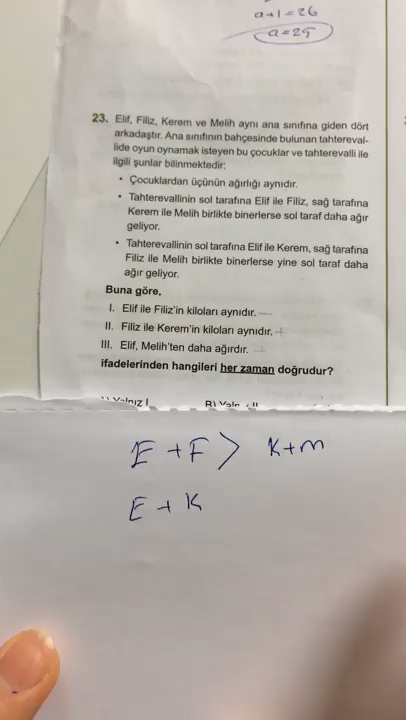 a+1=26
a=25
23. Elif, Filiz, Kerem ve Melih aynı ana sınıfına giden dört
arkadaştır. Ana sınıfının bahçesinde bulunan tahtereval-
lide oyun oynamak isteyen bu çocuklar ve tahterevalli ile
ilgili şunlar bilinmektedir:
• Çocuklardan üçünün ağırlığı aynıdır.
• Tahterevallinin sol tarafına Elif ile Filiz, sağ tarafına
Kerem ile Melih birlikte binerlerse sol taraf daha ağır
geliyor.
• Tahterevallinin sol tarafına Elif ile Kerem, sağ tarafına
Filiz ile Melih birlikte binerlerse yine sol taraf daha
ağır geliyor.
Buna göre,
I. Elif ile Filiz'in kiloları aynıdır. —
II. Filiz ile Kerem'in kiloları aynıdır. +
III. Elif, Melih'ten daha ağırdır. +
ifadelerinden hangileri her zaman doğrudur?
E+F > K+m
E+K